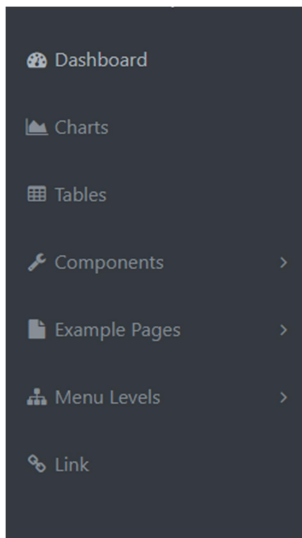 Dashboard
Charts
Tables
Components
Example Pages
Menu Levels
Link